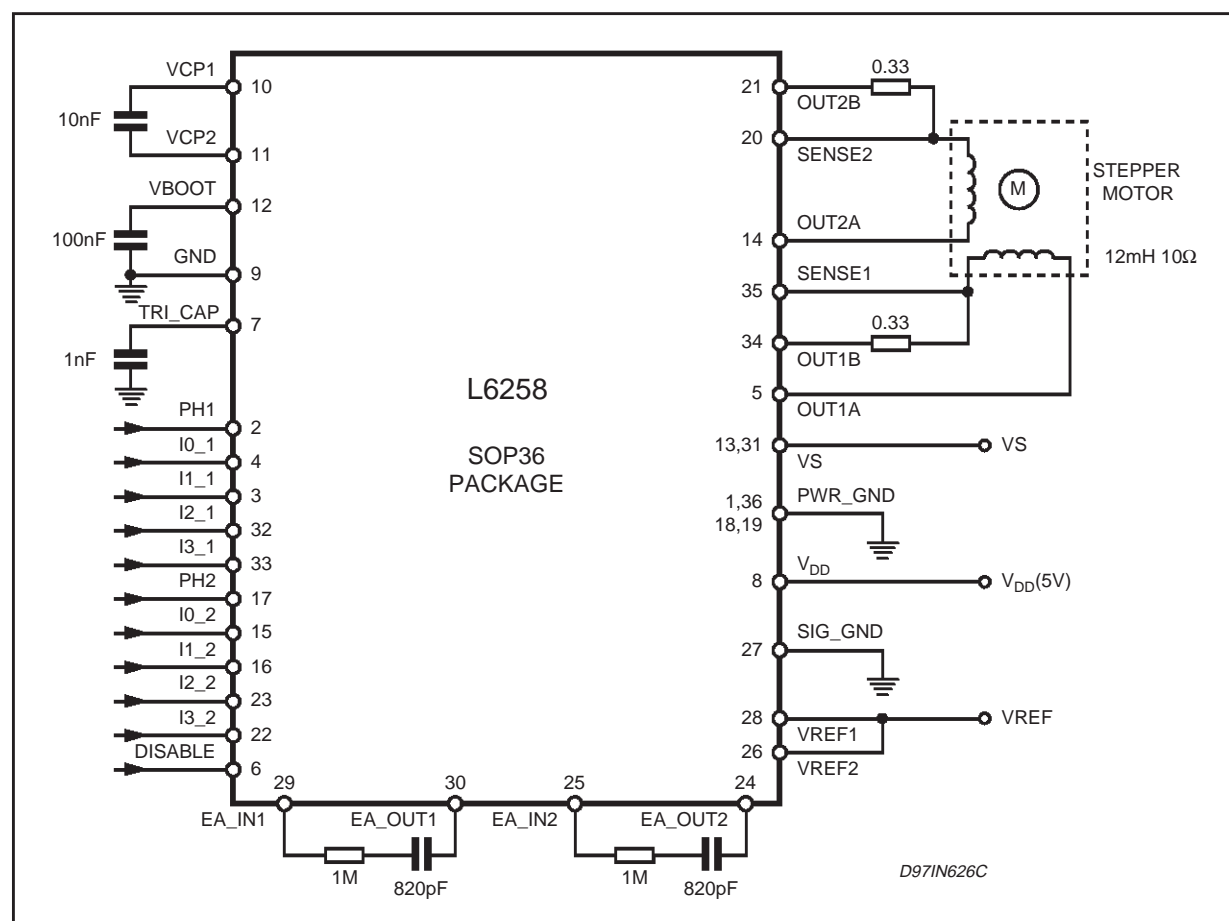 VCP1
10
10nF
VCP2
11
VBOOT
12
100nF
GND
9
TRI_CAP
7
1nF
PH1
2
I0_1
4
I1_1
3
I2_1
32
I3_1
33
PH2
17
I0_2
15
I1_2
16
I2_2
23
I3_2
22
DISABLE
6
L6258
SOP36
PACKAGE
21
OUT2B
0.33
20
SENSE2
STEPPER
MOTOR
M
OUT2A
14
12mH 10Ω
SENSE1
35
0.33
34
OUT1B
5
OUT1A
13,31
VS
VS
1,36
18,19
PWR_GND
8
VDD
VDD(5V)
27
SIG_GND
28
VREF1
VREF
26
VREF2
29
EA_IN1
30
EA_OUT1
25
EA_IN2
24
EA_OUT2
1M
820pF
1M
820pF
D97IN626C